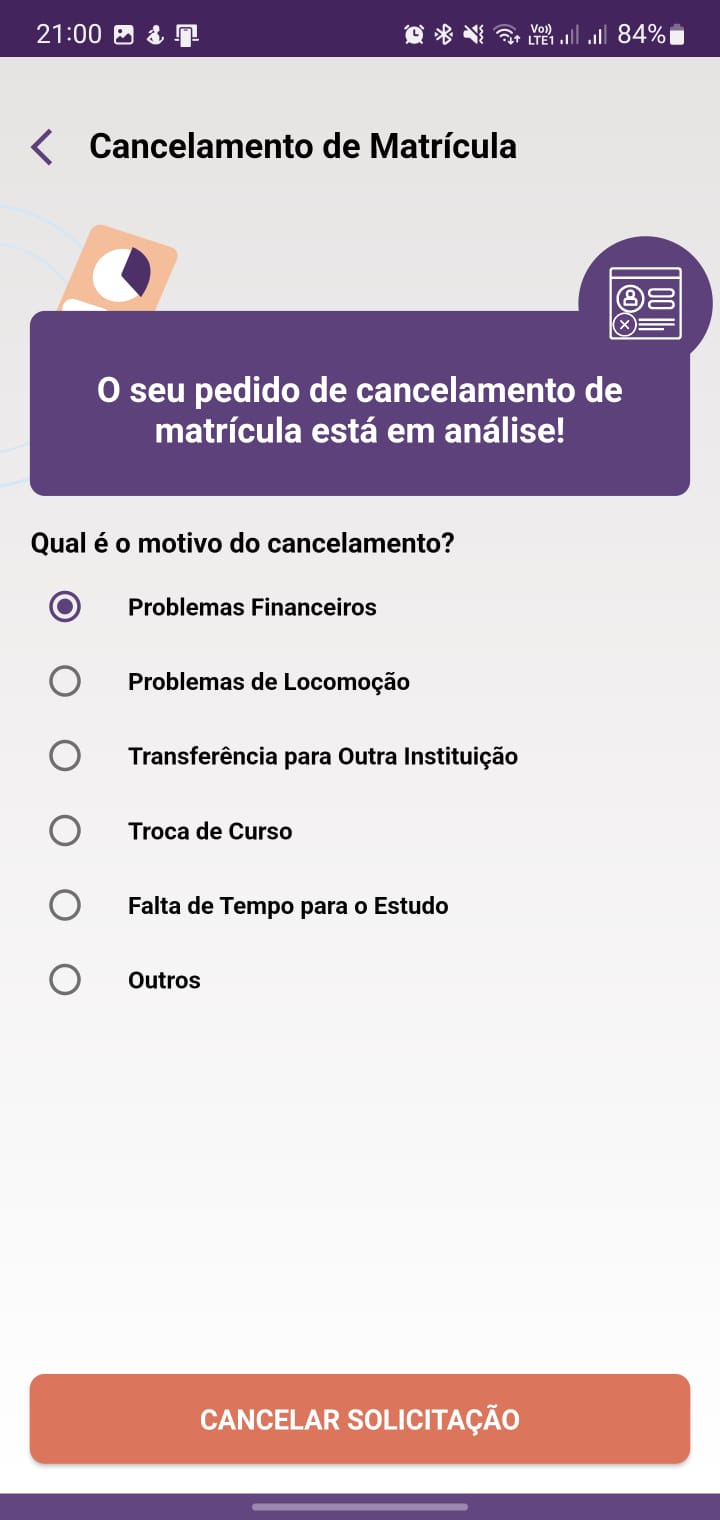 21:00
Vo))
LTE1
84%
Cancelamento de Matrícula
O seu pedido de cancelamento de
matrícula está em análise!
Qual é o motivo do cancelamento?
Problemas Financeiros
Problemas de Locomoção
Transferência para Outra Instituição
Troca de Curso
Falta de Tempo para o Estudo
Outros
CANCELAR SOLICITAÇÃO